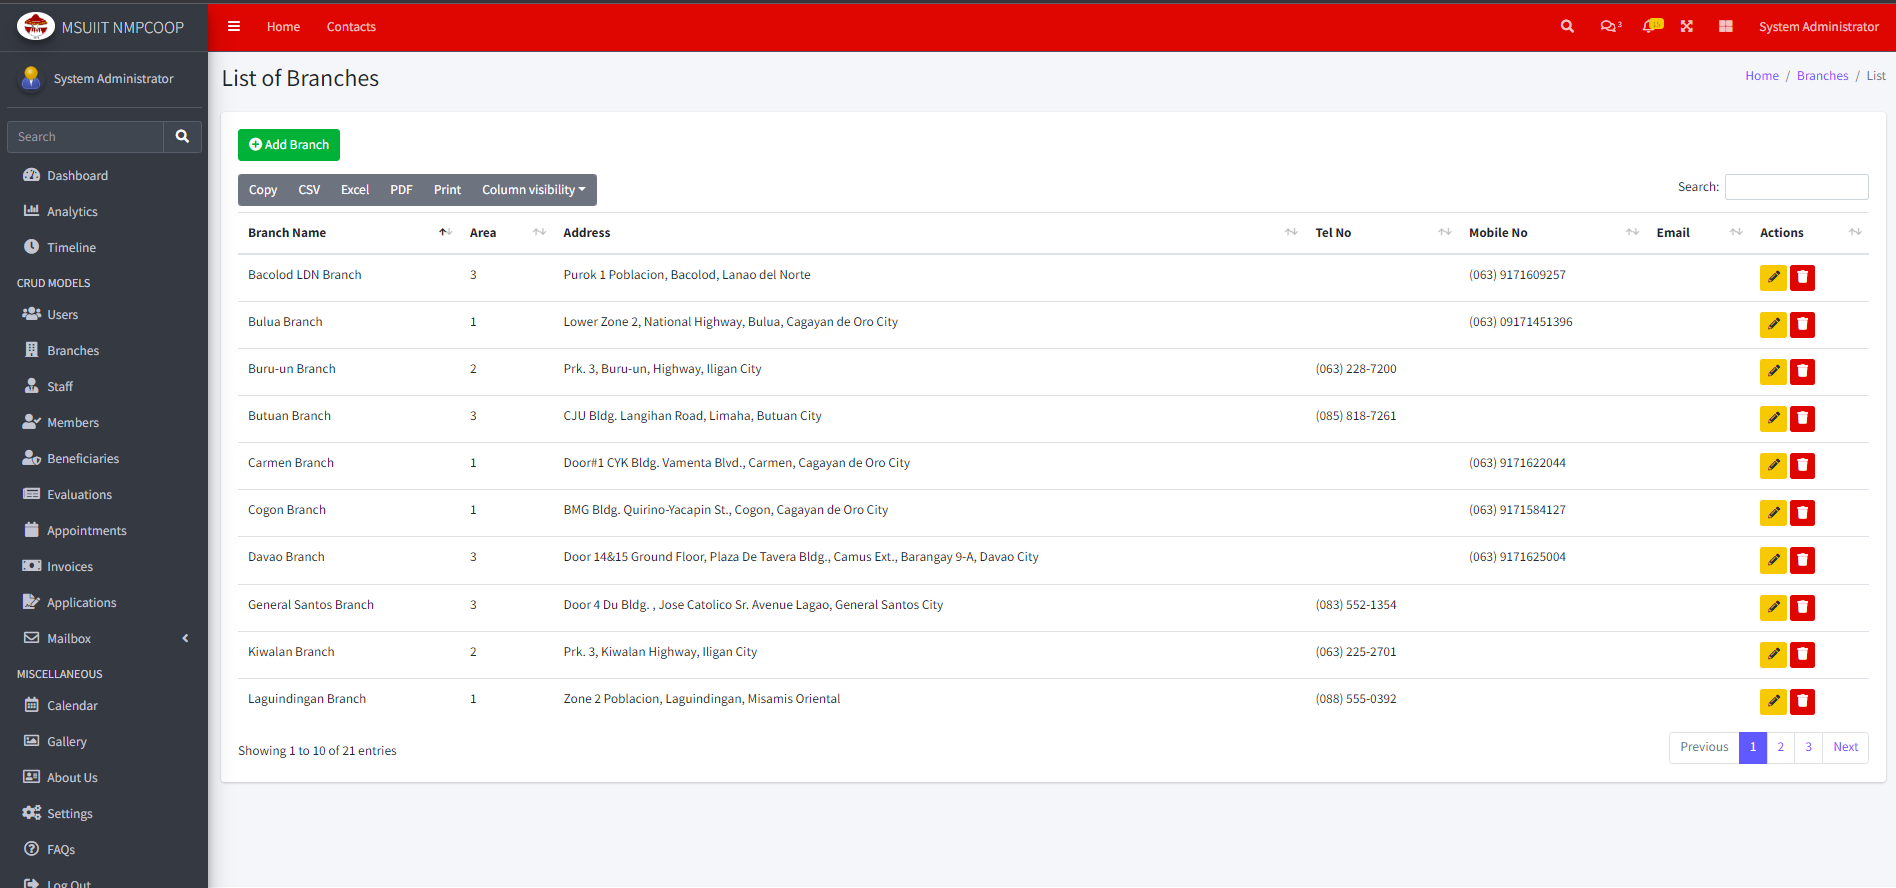 MSUIIT NMPCOOP
Home Contacts
3
15
System Administrator
System Administrator
Search
Dashboard
Analytics
Timeline
CRUD MODELS
Users
Branches
Staff
Members
Beneficiaries
Evaluations
Appointments
Invoices
Applications
Mailbox
MISCELLANEOUS
Calendar
Gallery
About Us
Settings
FAQs
Log Out
List of Branches
Home / Branches / List
Add Branch
Copy CSV Excel PDF Print Column visibility
Search:
Branch Name Area Address Tel No Mobile No Email Actions
Bacolod LDN Branch 3 Purok 1 Poblacion, Bacolod, Lanao del Norte (063) 9171609257
Bulua Branch 1 Lower Zone 2, National Highway, Bulua, Cagayan de Oro City (063) 09171451396
Buru-un Branch 2 Prk. 3, Buru-un, Highway, Iligan City (063) 228-7200
Butuan Branch 3 CJU Bldg. Langihan Road, Limaha, Butuan City (085) 818-7261
Carmen Branch 1 Door#1 CYK Bldg. Vamenta Blvd., Carmen, Cagayan de Oro City (063) 9171622044
Cogon Branch 1 BMG Bldg. Quirino-Yacapin St., Cogon, Cagayan de Oro City (063) 9171584127
Davao Branch 3 Door 14&15 Ground Floor, Plaza De Tavera Bldg., Camus Ext., Barangay 9-A, Davao City (063) 9171625004
General Santos Branch 3 Door 4 Du Bldg. , Jose Catolico Sr. Avenue Lagao, General Santos City (083) 552-1354
Kiwalan Branch 2 Prk. 3, Kiwalan Highway, Iligan City (063) 225-2701
Laguindingan Branch 1 Zone 2 Poblacion, Laguindingan, Misamis Oriental (088) 555-0392
Showing 1 to 10 of 21 entries
Previous 1 2 3 Next